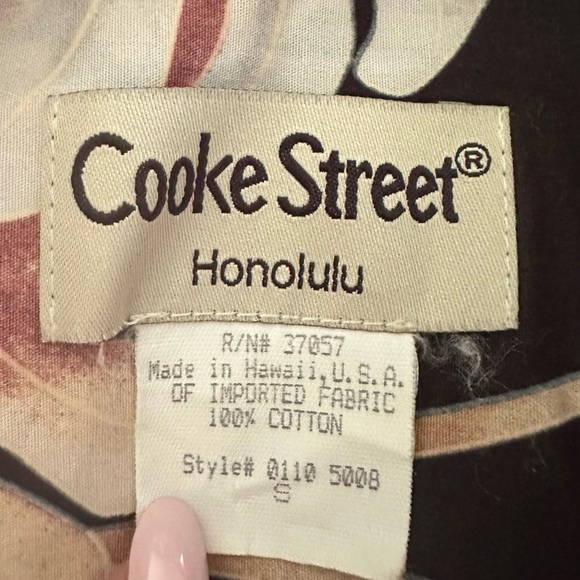 Cooke Street®
Honolulu
R/N# 37057
Made in Hawaii, U.S.A.
OF IMPORTED FABRIC
100% COTTON
Style# 0110 5008
S